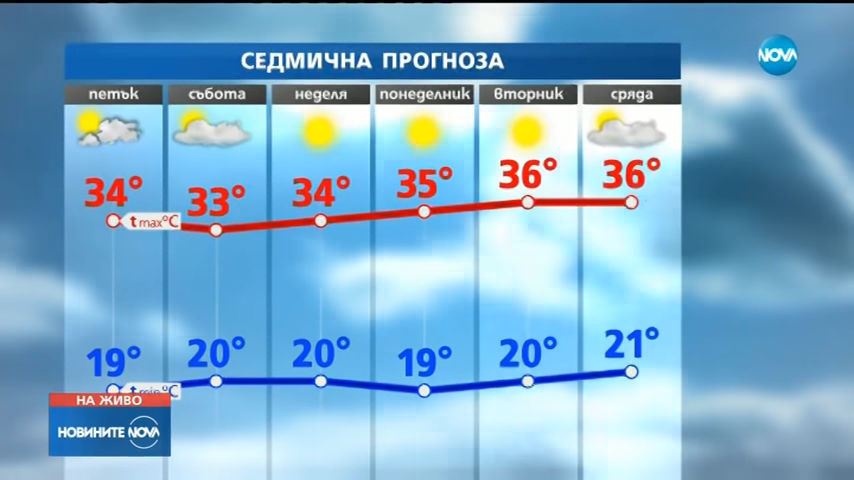 СЕДМИЧНА ПРОГНОЗА
NOVA
петък събота неделя понеделник вторник сряда
34° 33° 34° 35° 36° 36°
t max°C
19° 20° 20° 19° 20° 21°
t min°C
НА ЖИВО
НОВИНИТЕ NOVA